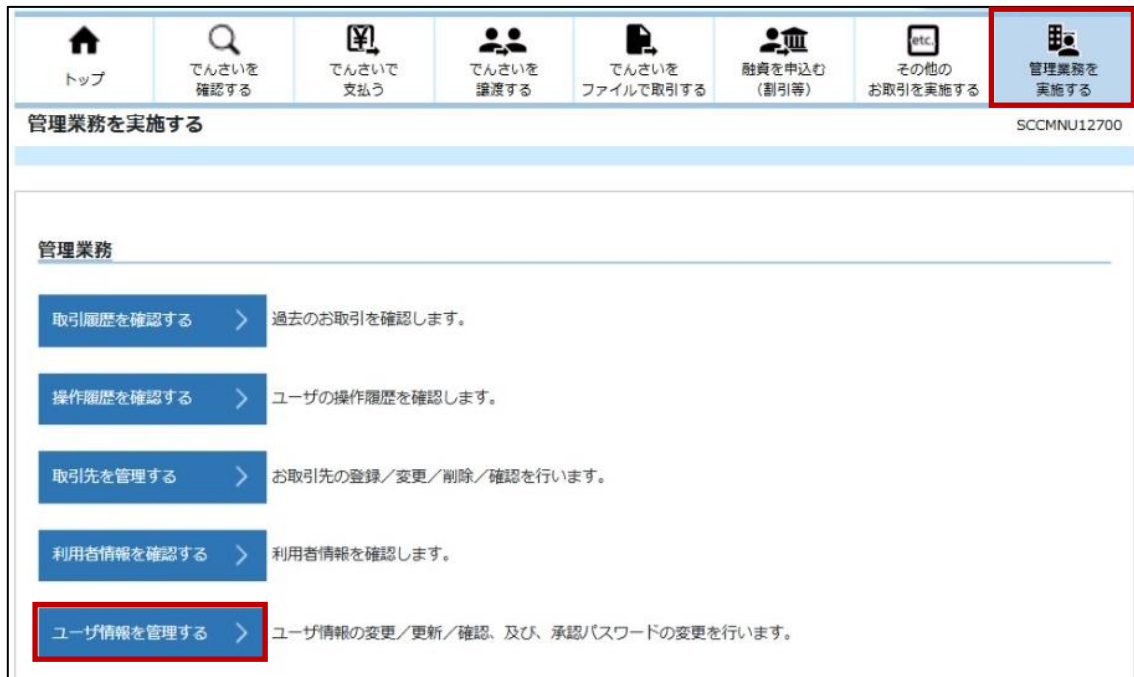 トップ
でんさいを
確認する
でんさいで
支払う
でんさいを
譲渡する
でんさいを
ファイルで取引する
融資を申込む
(割引等)
etc.
その他の
お取引を実施する
管理業務を
実施する
管理業務を実施する SCCMNU12700
管理業務
取引履歴を確認する 過去のお取引を確認します。
操作履歴を確認する ユーザの操作履歴を確認します。
取引先を管理する お取引先の登録／変更／削除／確認を行います。
利用者情報を確認する 利用者情報を確認します。
ユーザ情報を管理する ユーザ情報の変更／更新／確認、及び、承認パスワードの変更を行います。